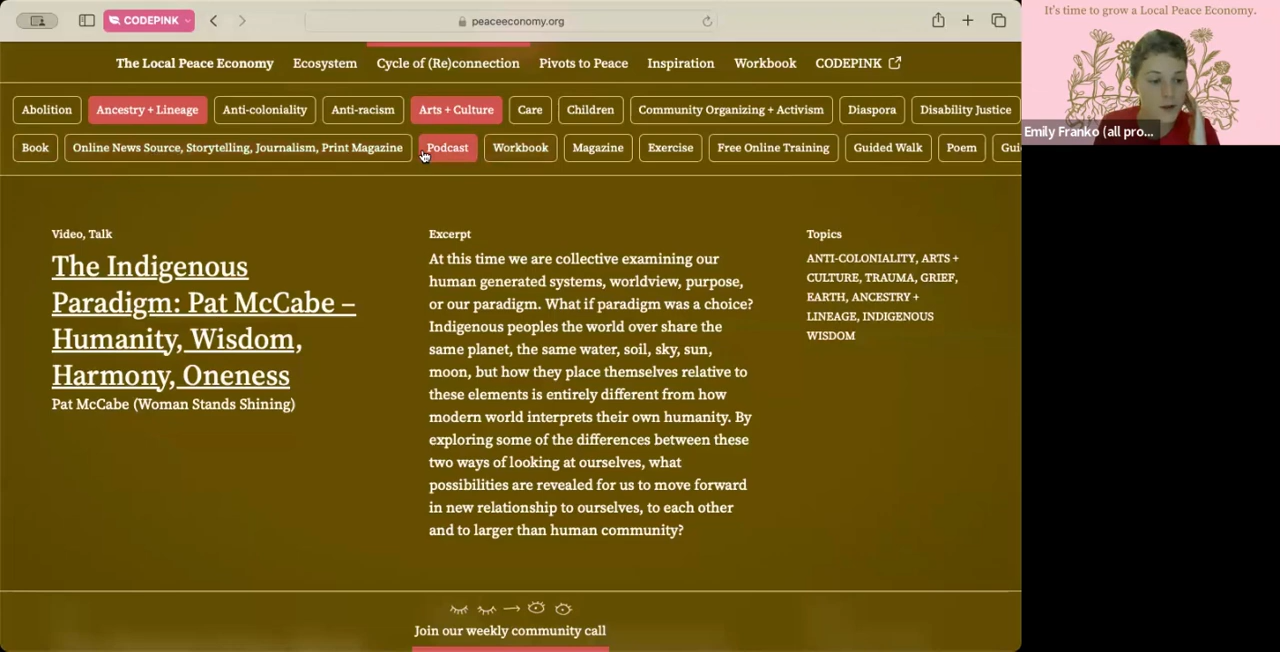 CODEPINK
peaceeconomy.org
It's time to grow a Local Peace Economy.
The Local Peace Economy Ecosystem Cycle of (Re)connection Pivots to Peace Inspiration Workbook CODEPINK
Abolition Ancestry + Lineage Anti-coloniality Anti-racism Arts + Culture Care Children Community Organizing + Activism Diaspora Disability Justice
Emily Franko (all pro...
Book Online News Source, Storytelling, Journalism, Print Magazine Podcast Workbook Magazine Exercise Free Online Training Guided Walk Poem Gui
Video, Talk
The Indigenous
Paradigm: Pat McCabe –
Humanity, Wisdom,
Harmony, Oneness
Pat McCabe (Woman Stands Shining)
Excerpt
At this time we are collective examining our
human generated systems, worldview, purpose,
or our paradigm. What if paradigm was a choice?
Indigenous peoples the world over share the
same planet, the same water, soil, sky, sun,
moon, but how they place themselves relative to
these elements is entirely different from how
modern world interprets their own humanity. By
exploring some of the differences between these
two ways of looking at ourselves, what
possibilities are revealed for us to move forward
in new relationship to ourselves, to each other
and to larger than human community?
Topics
ANTI-COLONIALITY, ARTS +
CULTURE, TRAUMA, GRIEF,
EARTH, ANCESTRY +
LINEAGE, INDIGENOUS
WISDOM
Join our weekly community call